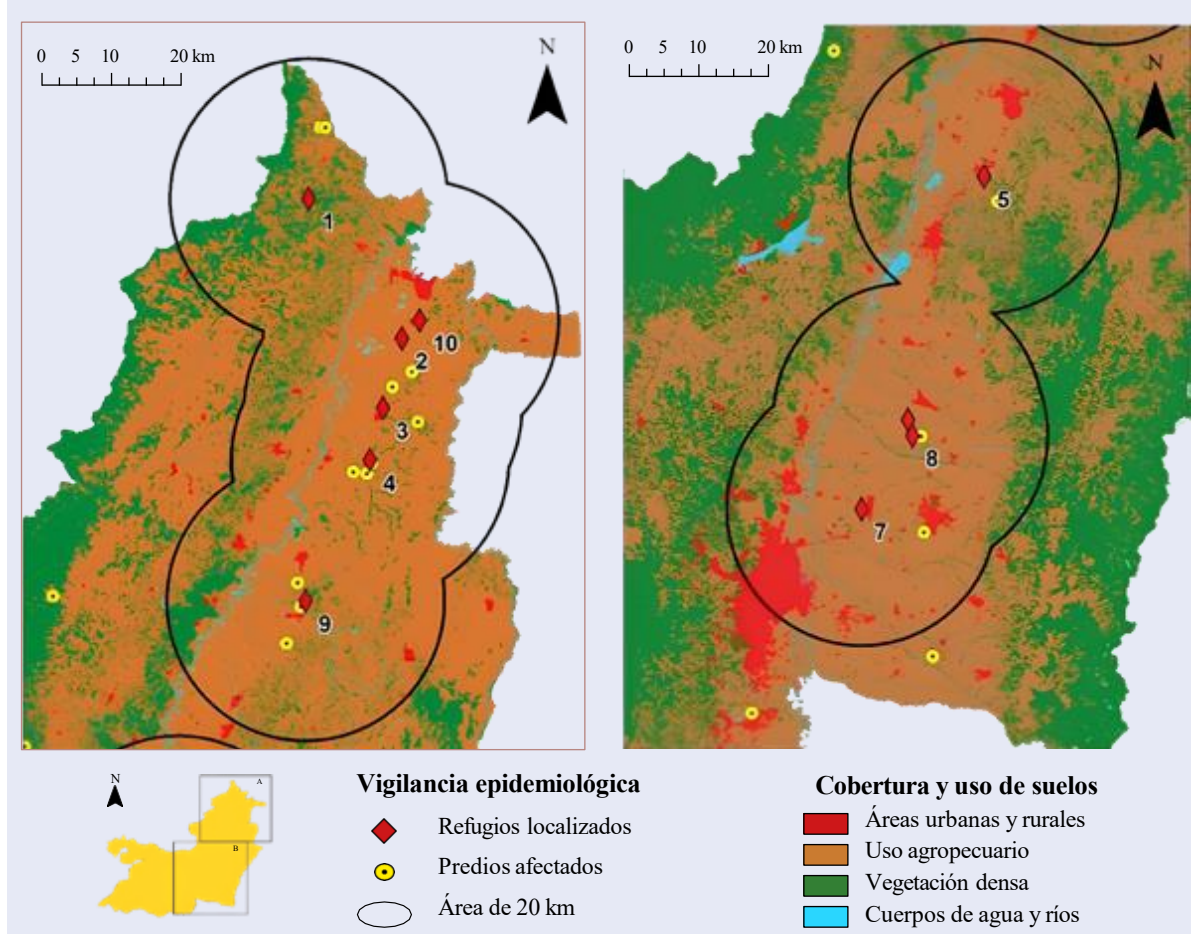 0 5 10 20 km
N
1
10
2
3
4
9
0 5 10 20 km
N
5
8
7
N
A
B
Vigilancia epidemiológica
Refugios localizados
Predios afectados
Área de 20 km
Cobertura y uso de suelos
Áreas urbanas y rurales
Uso agropecuario
Vegetación densa
Cuerpos de agua y ríos